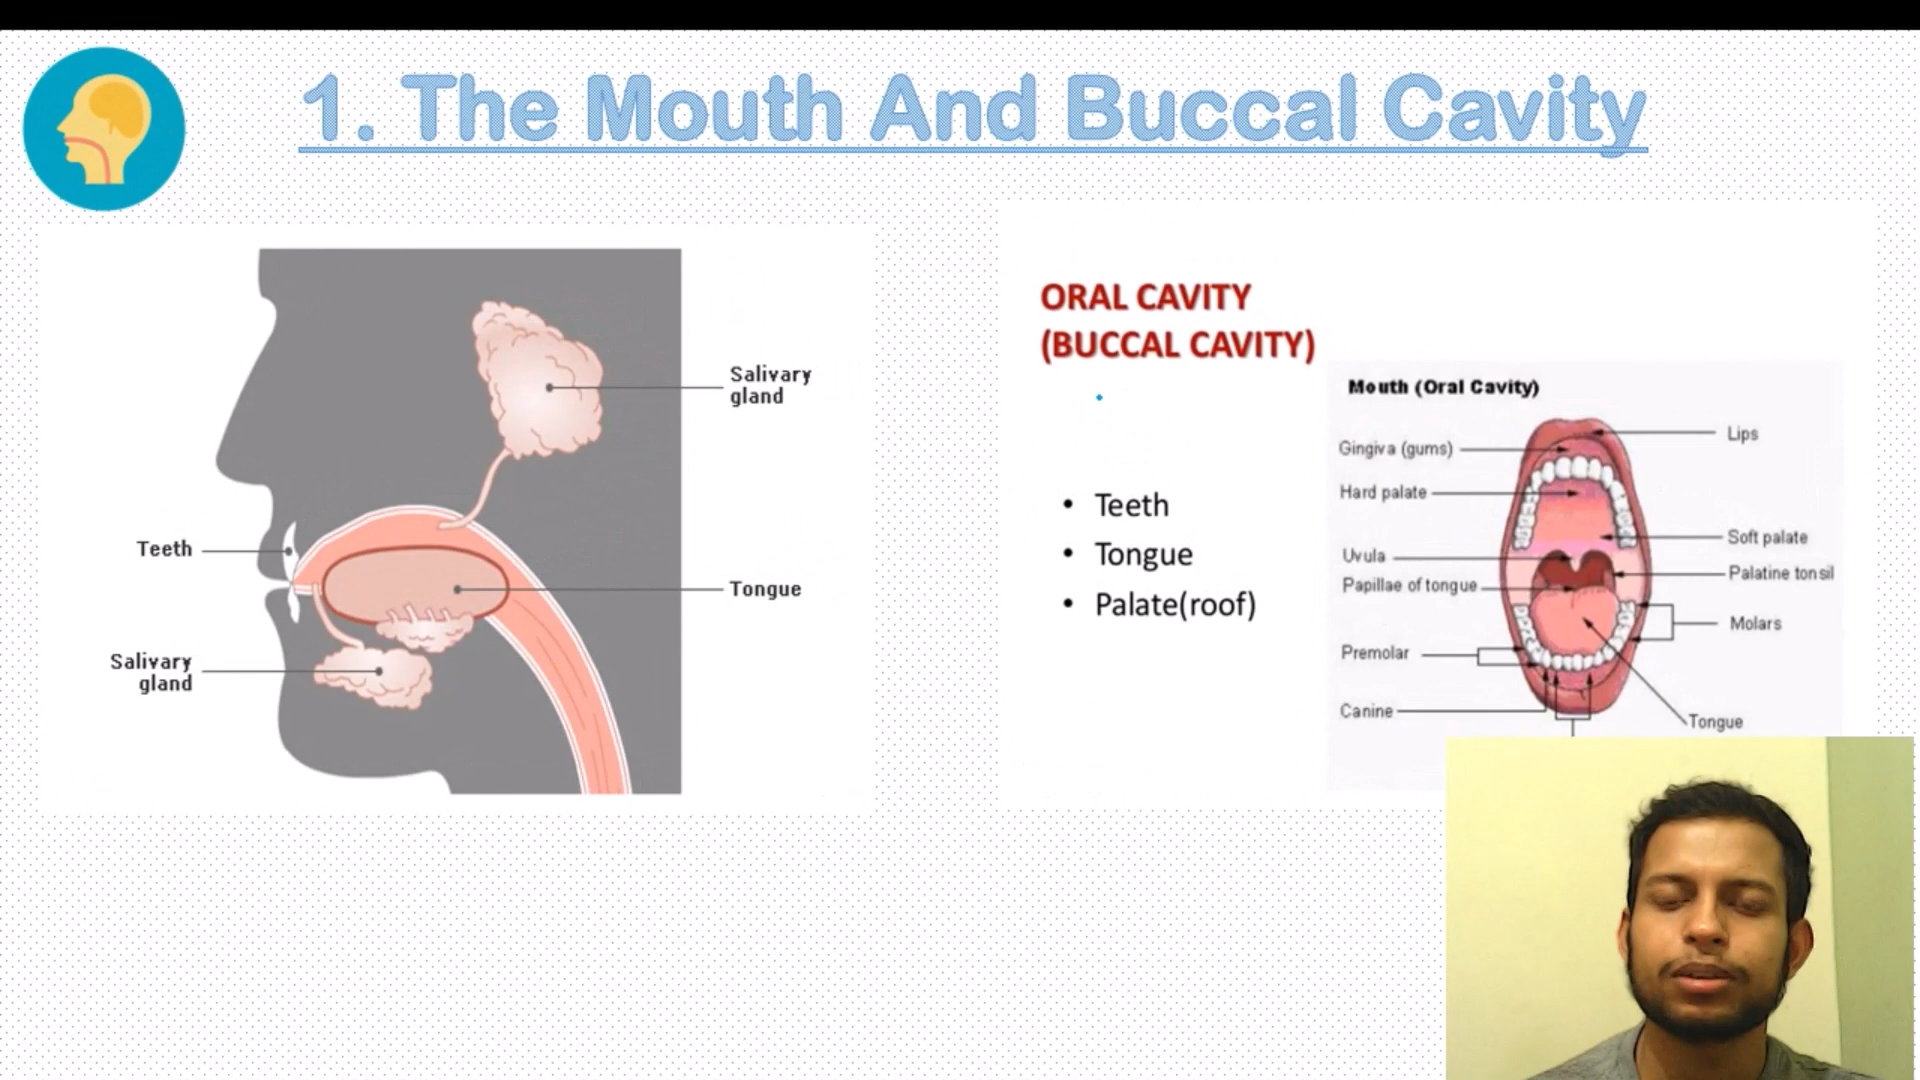 1. The Mouth And Buccal Cavity
Salivary
gland
Teeth
Tongue
Salivary
gland
ORAL CAVITY
(BUCCAL CAVITY)
• Teeth
• Tongue
• Palate(roof)
Mouth (Oral Cavity)
Lips
Gingiva (gums)
Hard palate
Soft palate
Uvula
Palatine tonsil
Papillae of tongue
Molars
Premolar
Canine
Tongue